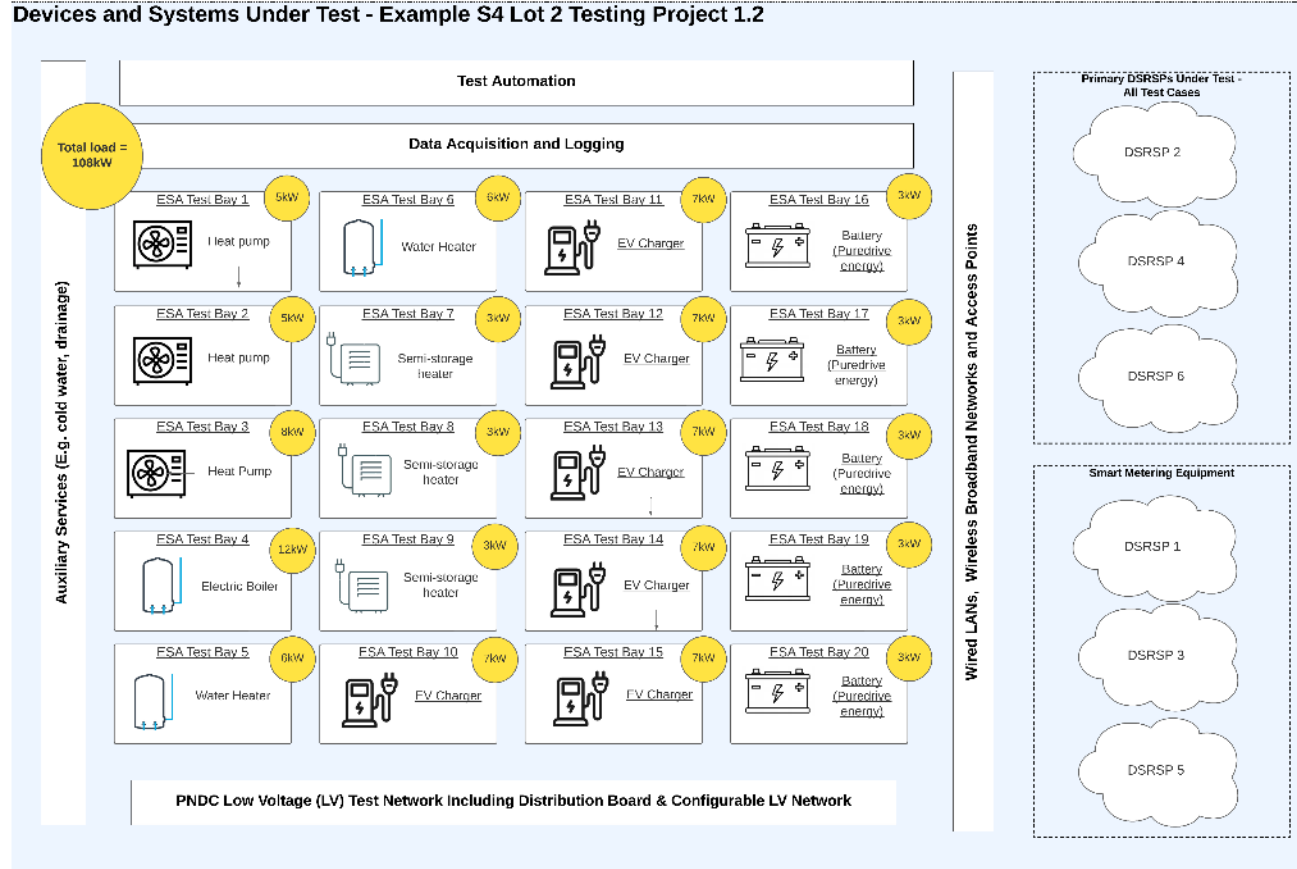 Devices and Systems Under Test - Example S4 Lot 2 Testing Project 1.2
Auxiliary Services (E.g. cold water, drainage)
Total load =
108kW
Test Automation
Data Acquisition and Logging
ESA Test Bay 1
5kW
Heat pump
ESA Test Bay 6
6kW
Water Heater
ESA Test Bay 11
7kW
EV Charger
ESA Test Bay 16
3kW
Battery
(Puredrive
energy)
ESA Test Bay 2
5kW
Heat pump
ESA Test Bay 7
3kW
Semi-storage
heater
ESA Test Bay 12
7kW
EV Charger
ESA Test Bay 17
3kW
Battery
(Puredrive
energy)
ESA Test Bay 3
8kW
Heat Pump
ESA Test Bay 8
3kW
Semi-storage
heater
ESA Test Bay 13
7kW
EV Charger
ESA Test Bay 18
3kW
Battery
(Puredrive
energy)
ESA Test Bay 4
12kW
Electric Boiler
ESA Test Bay 9
3kW
Semi-storage
heater
ESA Test Bay 14
7kW
EV Charger
ESA Test Bay 19
3kW
Battery
(Puredrive
energy)
ESA Test Bay 5
6kW
Water Heater
ESA Test Bay 10
7kW
EV Charger
ESA Test Bay 15
7kW
EV Charger
ESA Test Bay 20
3kW
Battery
(Puredrive
energy)
PNDC Low Voltage (LV) Test Network Including Distribution Board & Configurable LV Network
Wired LANs, Wireless Broadband Networks and Access Points
Primary DSRSPs Under Test -
All Test Cases
DSRSP 2
DSRSP 4
DSRSP 6
Smart Metering Equipment
DSRSP 1
DSRSP 3
DSRSP 5